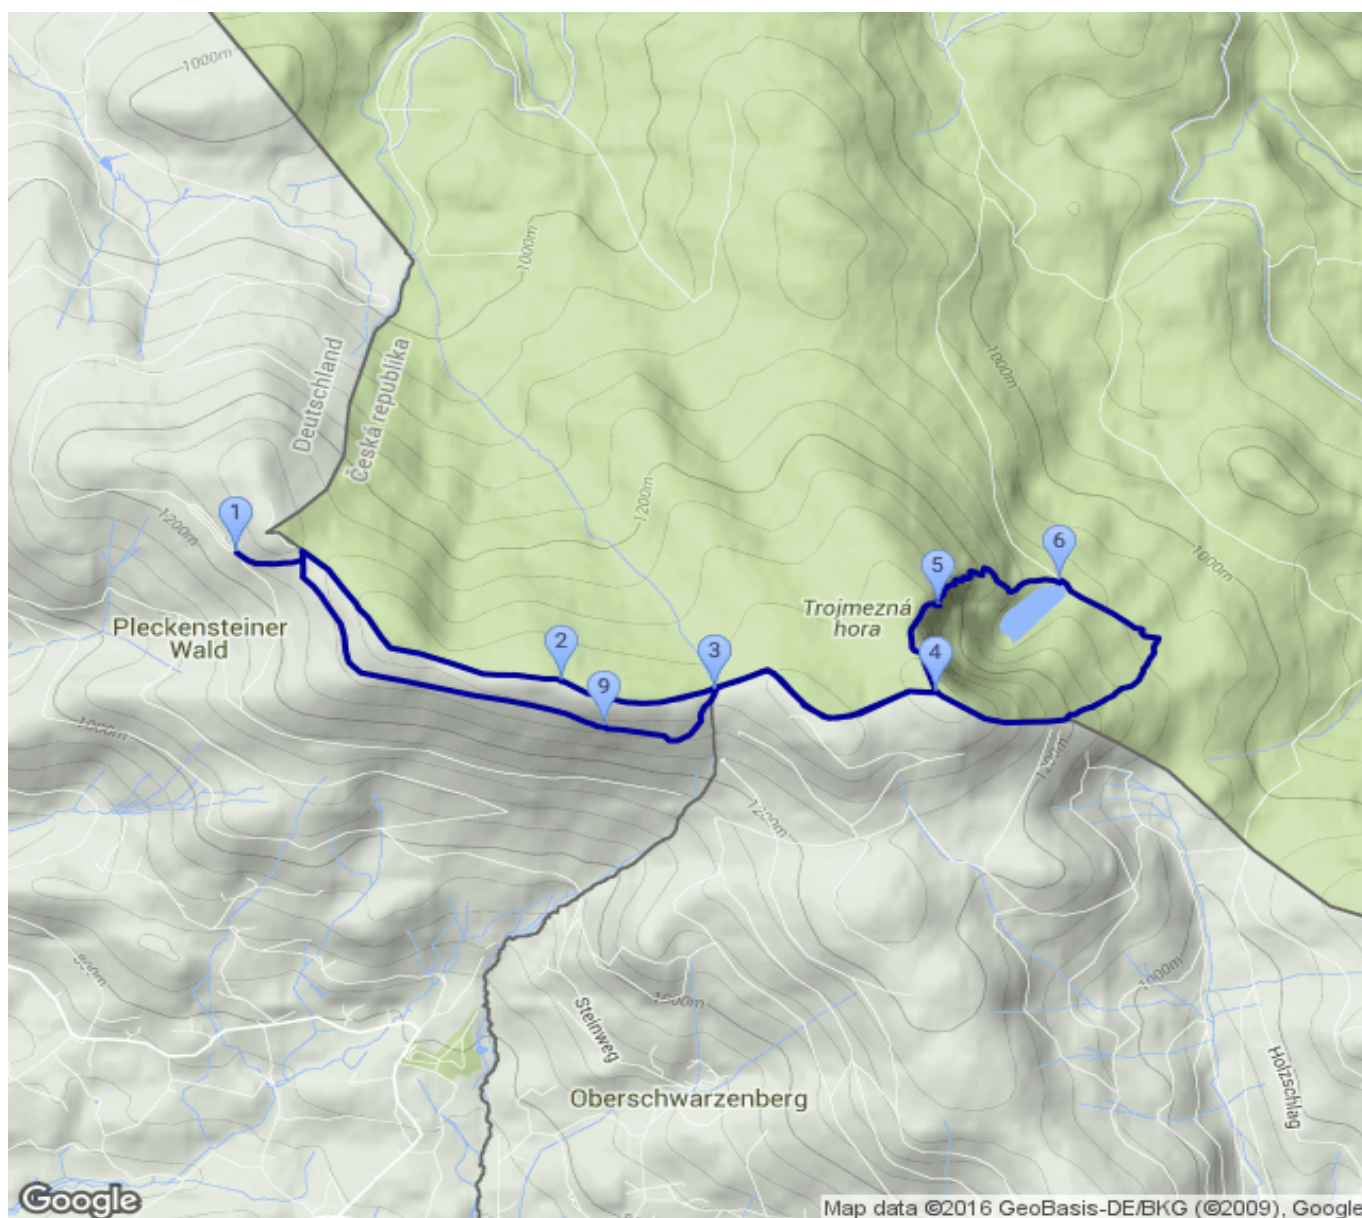 1000m
1000m
Deutschland
Česká republika
1000m
1200m
1200m
1
1000m
6
5
Trojmezná
hora
Pleckensteiner
Wald
2
3
4
9
1000m
1200m
1200m
1000m
1000m
Steinweg
Oberschwarzenberg
Holzschlag
Google
Map data ©2016 GeoBasis-DE/BKG (©2009), Google